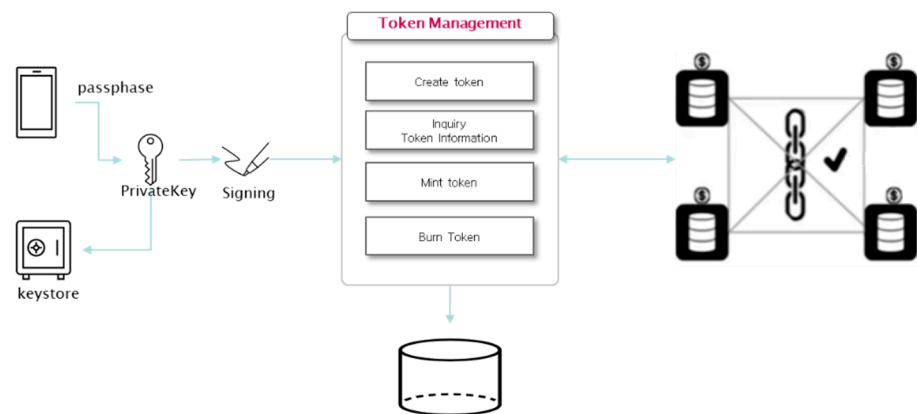 Token Management
passphase
Create token
Inquiry
Token Information
PrivateKey
Signing
Mint token
Burn Token
keystore
$
$
$
$